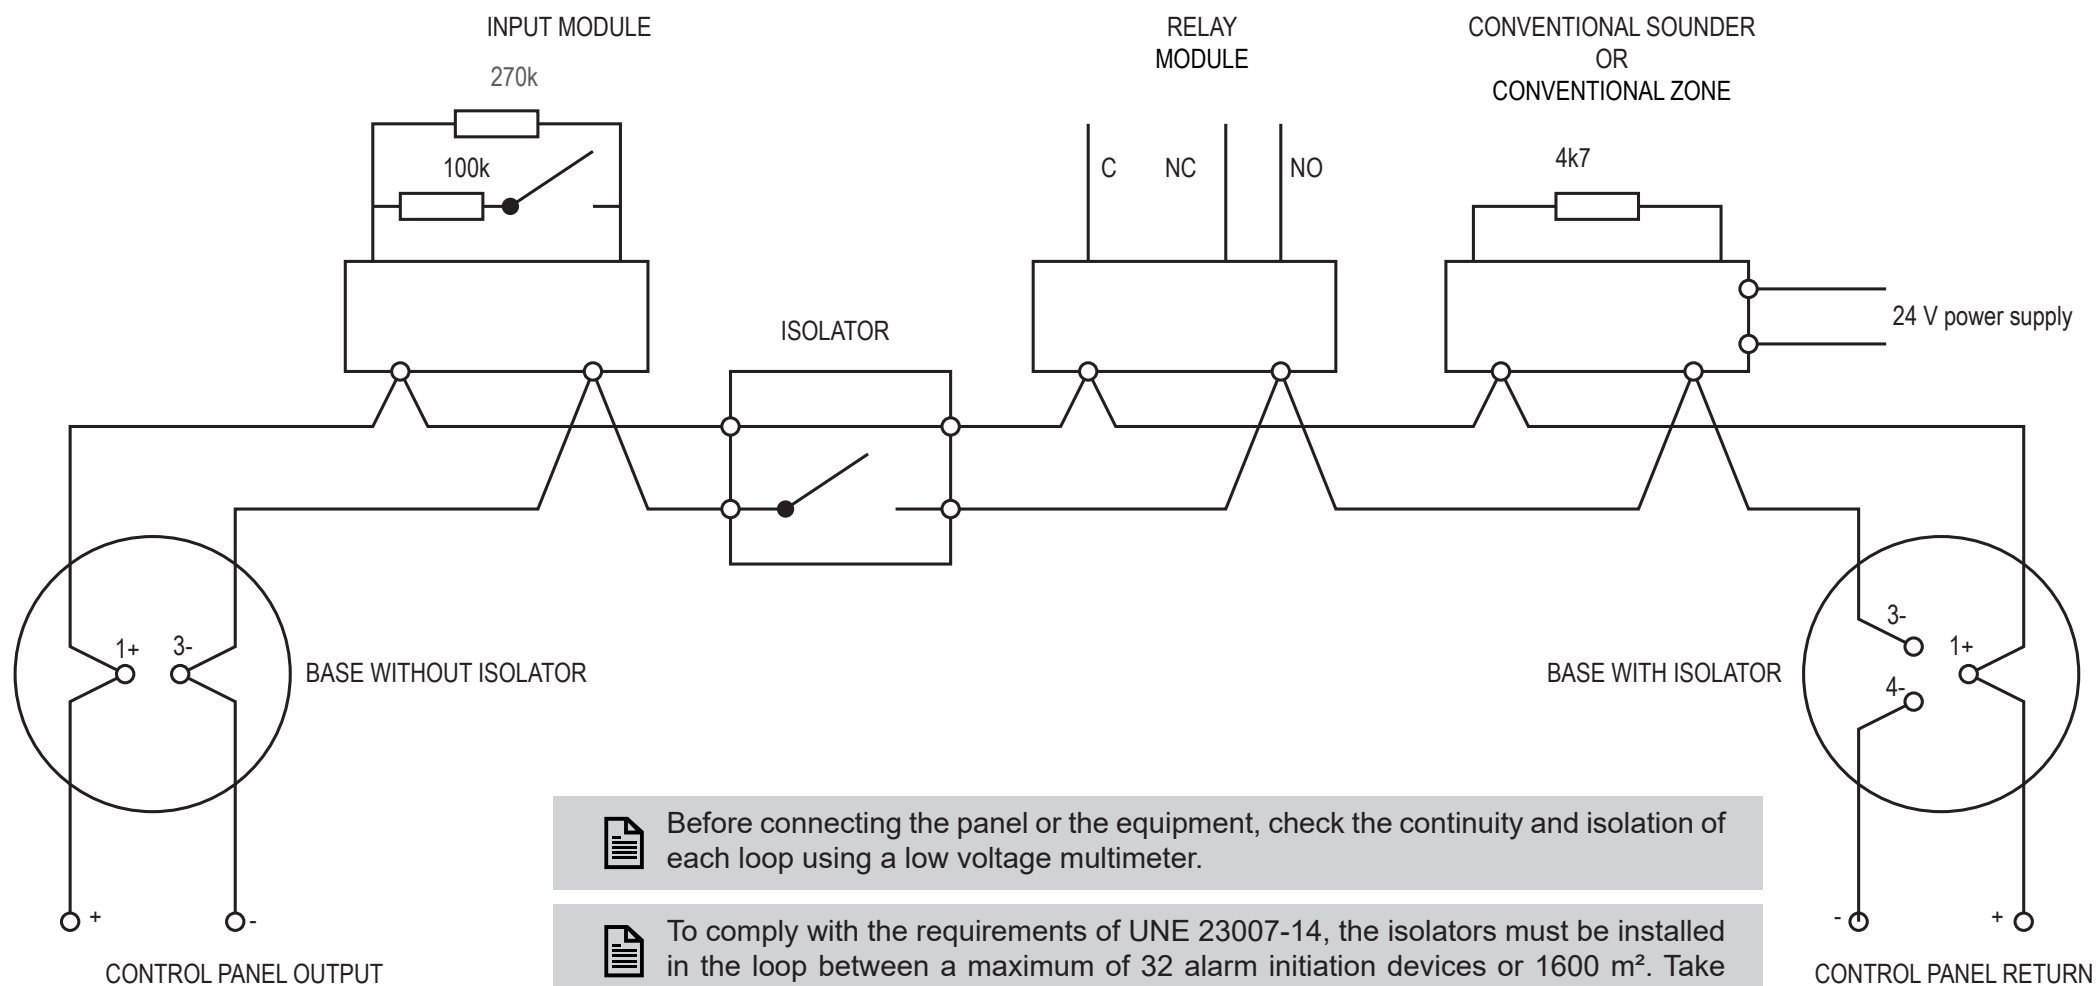 INPUT MODULE
270k
100k
RELAY
MODULE
C
NC
NO
CONVENTIONAL SOUNDER
OR
CONVENTIONAL ZONE
4k7
24 V power supply
ISOLATOR
1+
3-
BASE WITHOUT ISOLATOR
BASE WITH ISOLATOR
3-
1+
4-
Before connecting the panel or the equipment, check the continuity and isolation of
each loop using a low voltage multimeter.
To comply with the requirements of UNE 23007-14, the isolators must be installed
in the loop between a maximum of 32 alarm initiation devices or 1600 m². Take
+
-
CONTROL PANEL OUTPUT
-
+
CONTROL PANEL RETURN